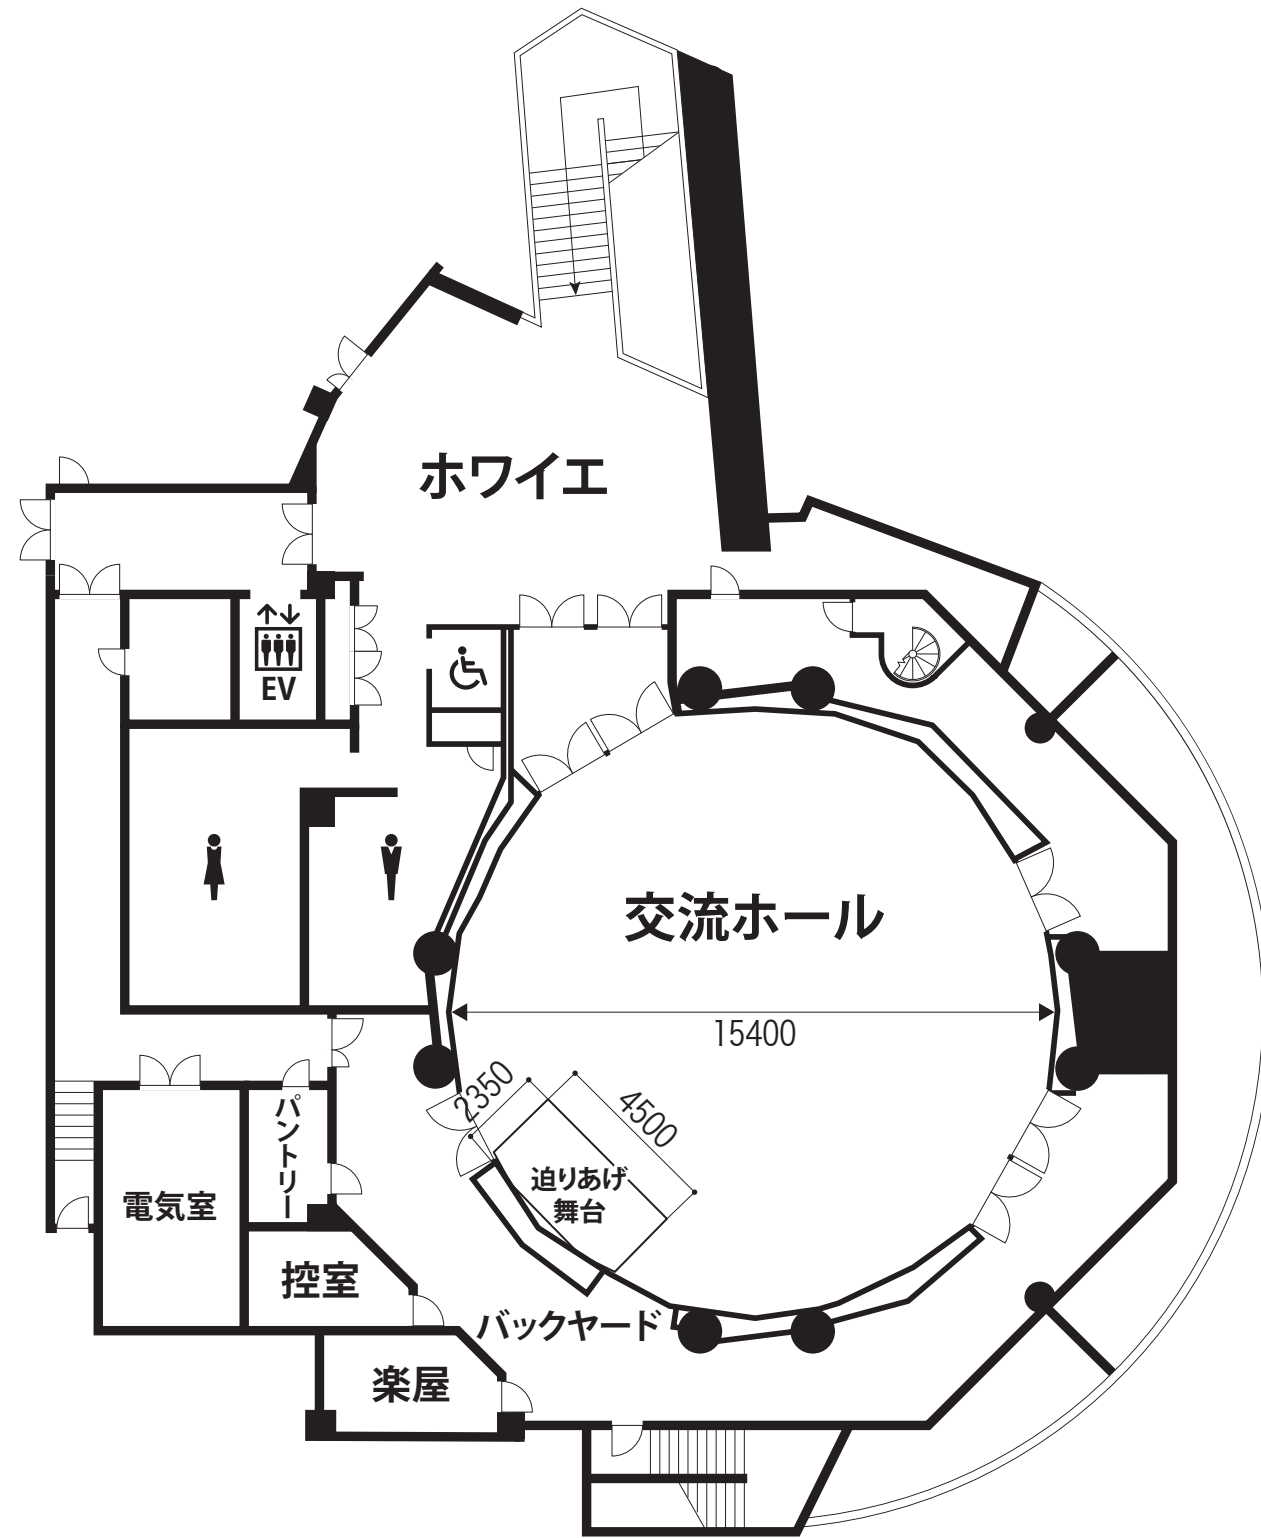 ホワイエ
EV
交流ホール
15400
2350
4500
迫りあげ
舞台
パントリー
電気室
控室
バックヤード
楽屋